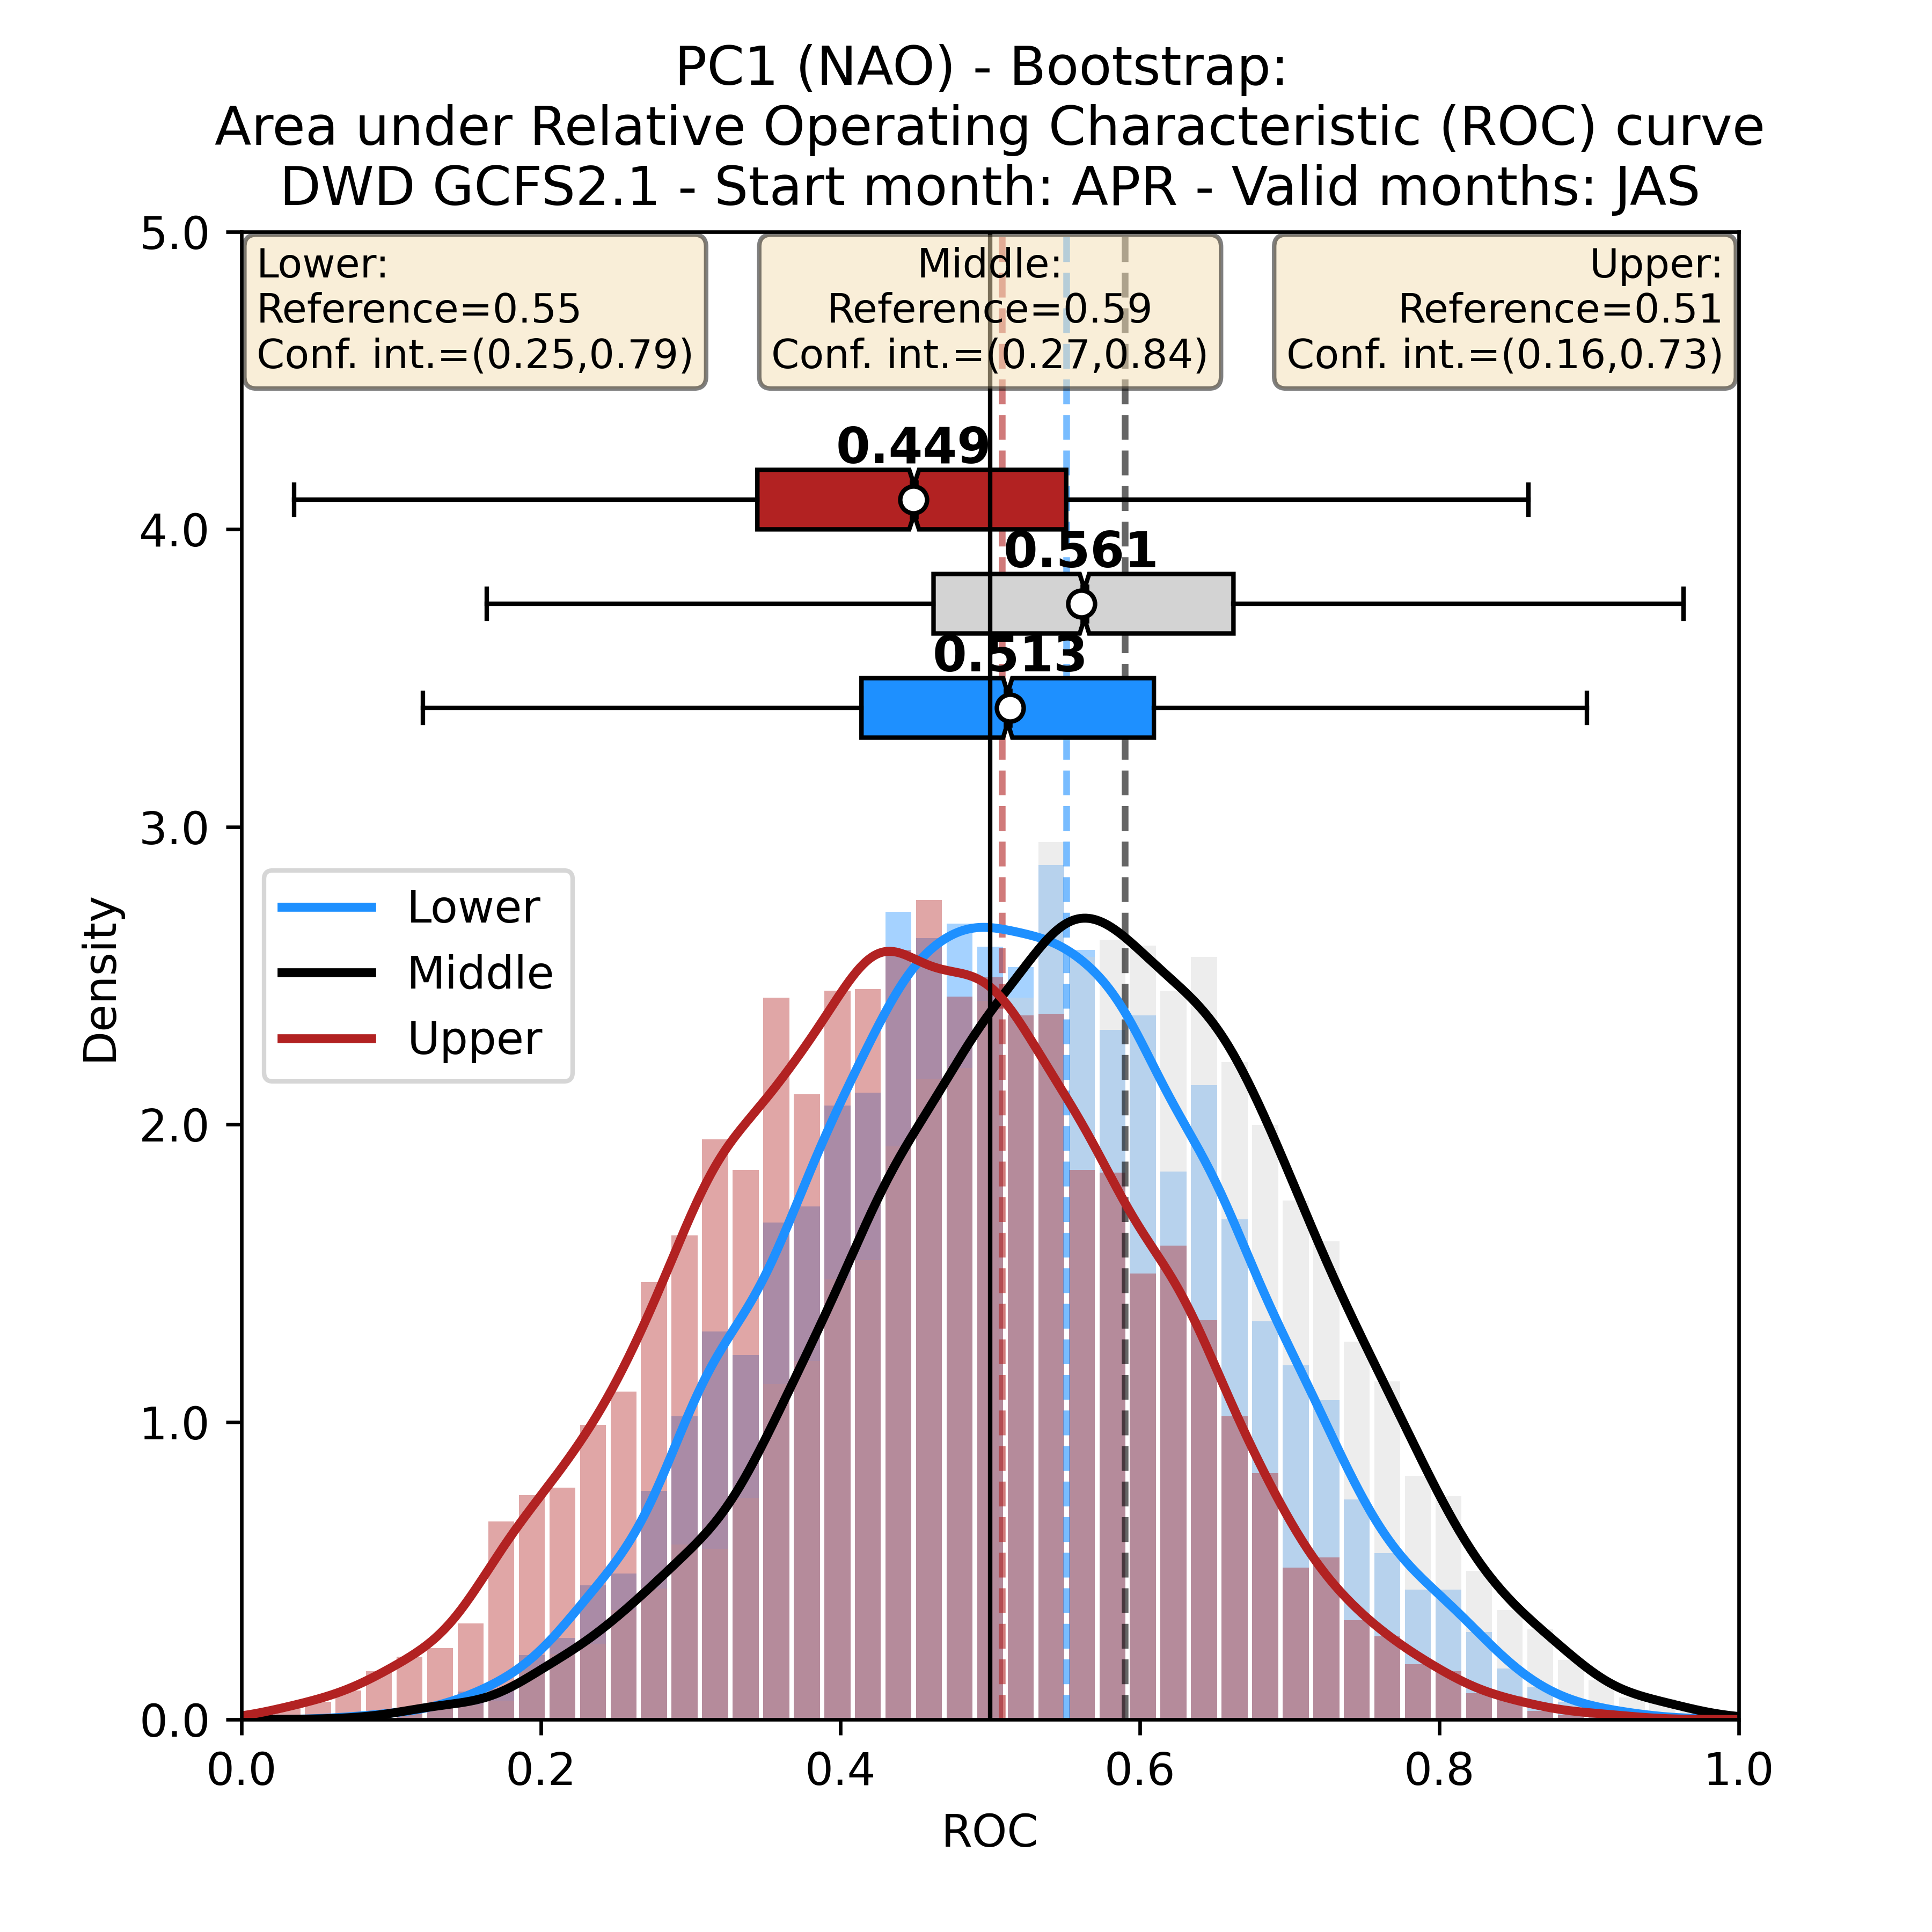 PC1 (NAO) - Bootstrap:
Area under Relative Operating Characteristic (ROC) curve
DWD GCFS2.1 - Start month: APR - Valid months: JAS
5.0
Lower:
Reference=0.55
Conf. int.=(0.25,0.79)
Middle:
Reference=0.59
Conf. int.=(0.27,0.84)
Upper:
Reference=0.51
Conf. int.=(0.16,0.73)
0.449
4.0
0.561
0.513
3.0
Lower
Middle
Upper
Density
2.0
1.0
0.0
0.0 0.2 0.4 0.6 0.8 1.0
ROC